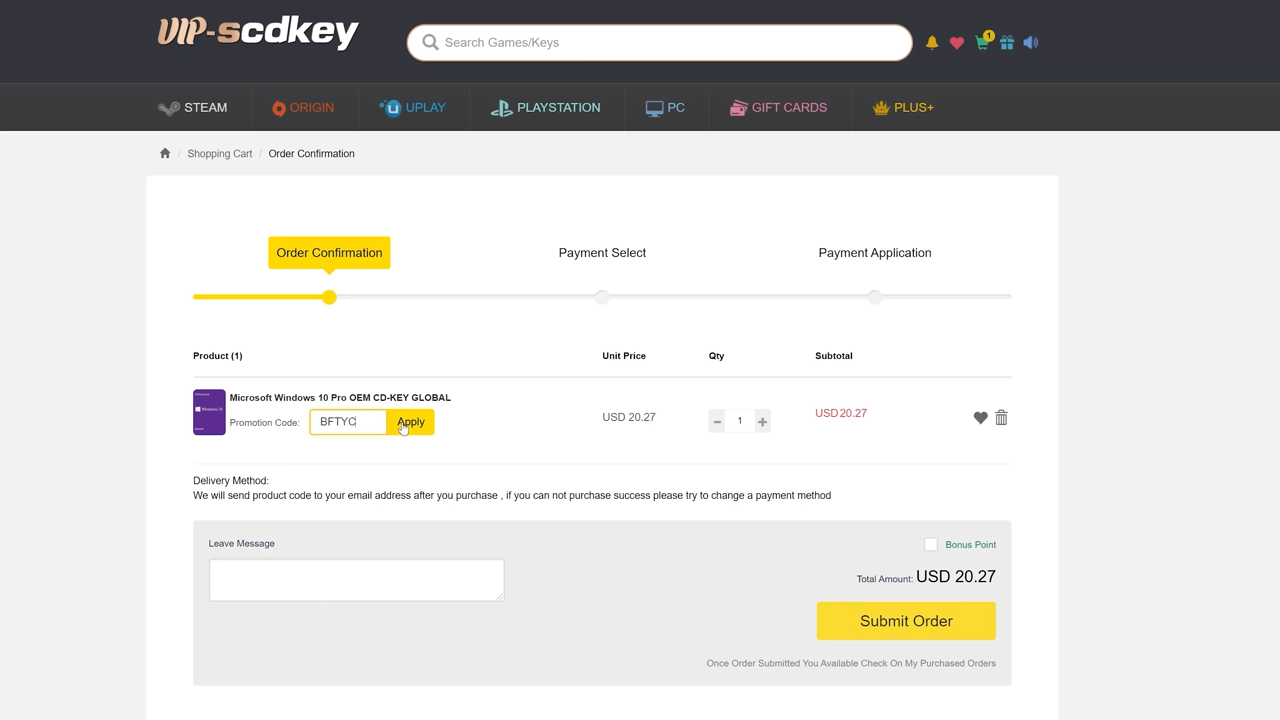 VIP-scdkey
Search Games/Keys
1
STEAM
ORIGIN
UPLAY
PLAYSTATION
PC
GIFT CARDS
PLUS+
/ Shopping Cart / Order Confirmation
Order Confirmation
Payment Select
Payment Application
Product (1)
Unit Price
Qty
Subtotal
Microsoft Windows 10 Pro OEM CD-KEY GLOBAL
Promotion Code:
BFTYC
Apply
USD 20.27
1
USD 20.27
Windows 10
Delivery Method:
We will send product code to your email address after you purchase , if you can not purchase success please try to change a payment method
Leave Message
Bonus Point
Total Amount: USD 20.27
Submit Order
Once Order Submitted You Available Check On My Purchased Orders